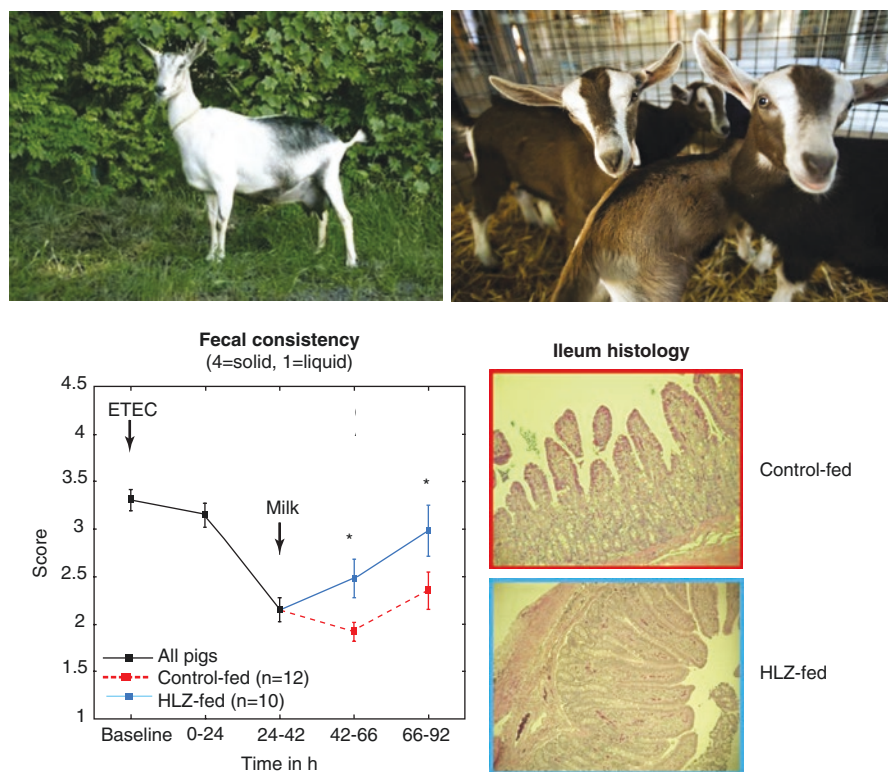 Fecal consistency
(4=solid, 1=liquid)
4.5
4
3.5
3
2.5
2
1.5
1
Score
ETEC
Milk
*
*
All pigs
Control-fed (n=12)
HLZ-fed (n=10)
Baseline
0-24
24-42
42-66
66-92
Time in h
Ileum histology
Control-fed
HLZ-fed